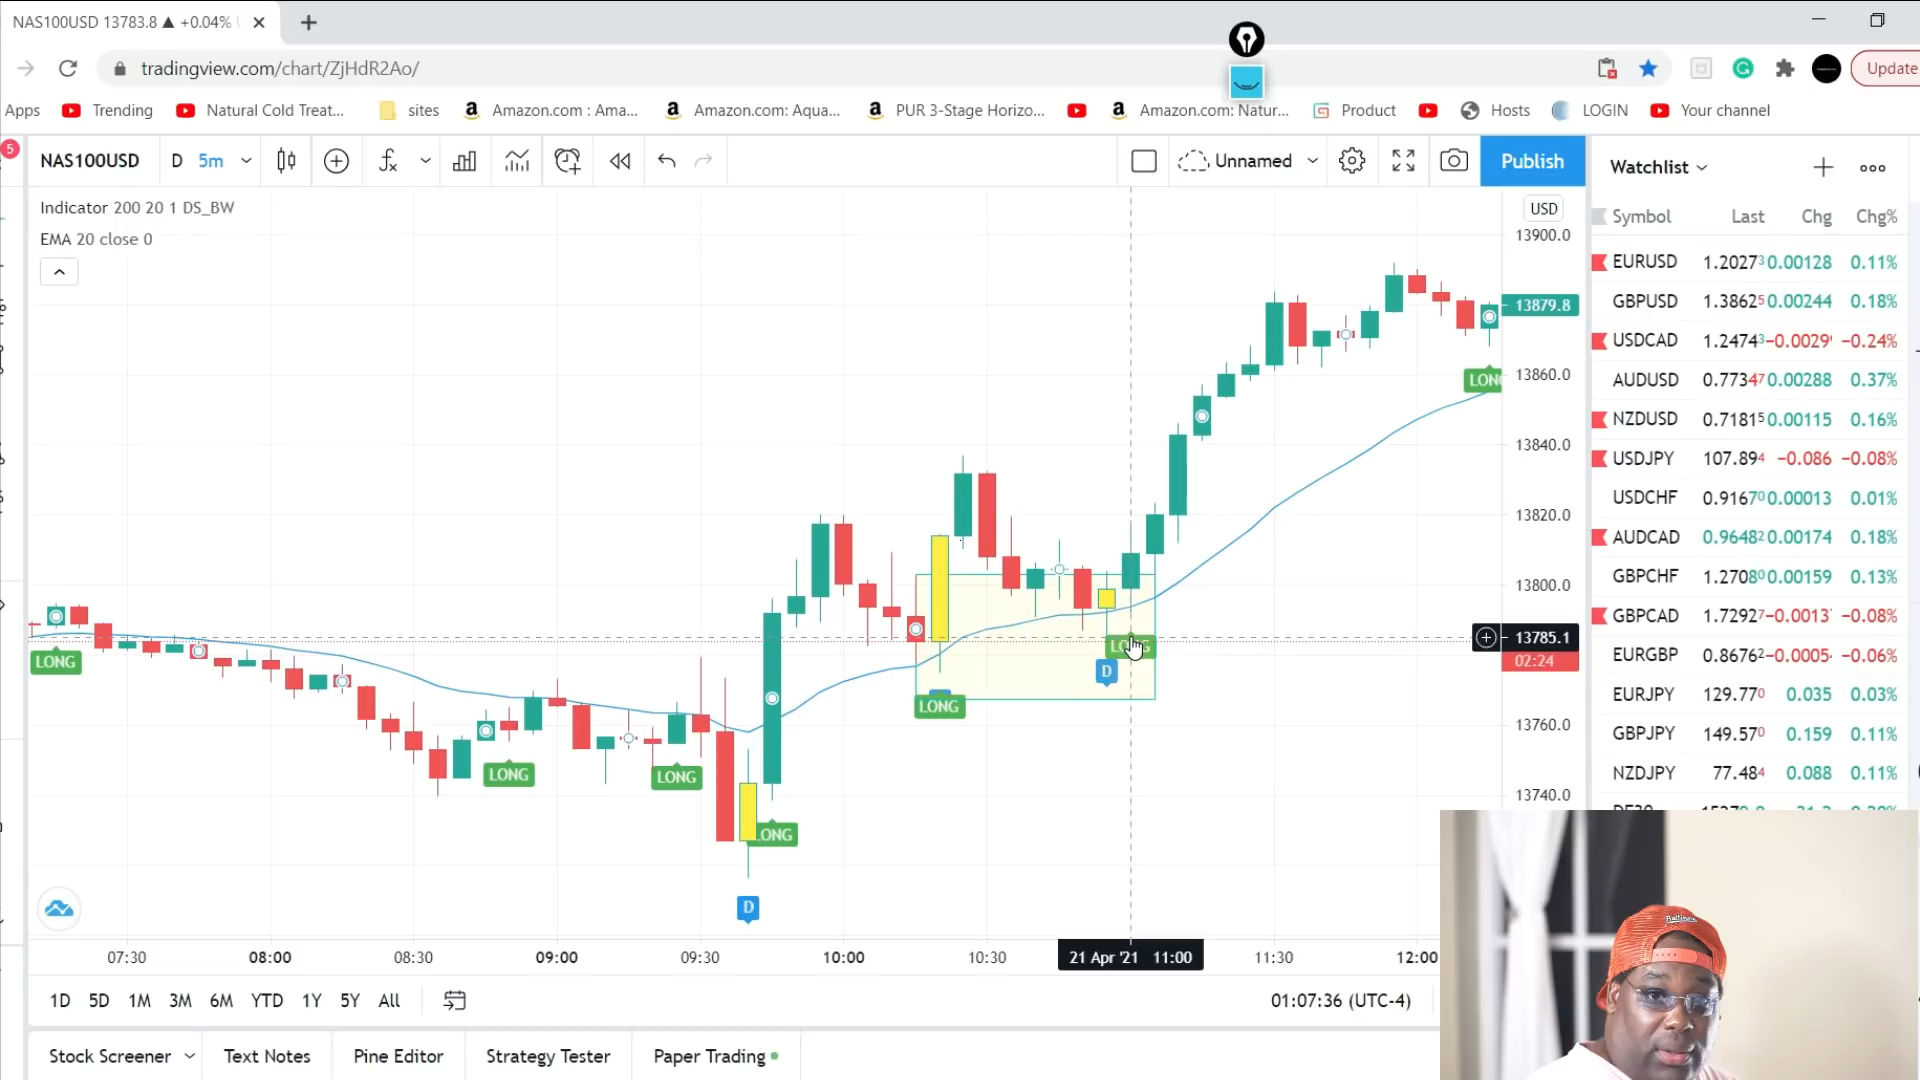 NAS100USD 13783.8 ▲ +0.04%
tradingview.com/chart/ZjHdR2Ao/
Update
Apps Trending Natural Cold Treat... sites Amazon.com : Ama... Amazon.com: Aqua... PUR 3-Stage Horizo... Amazon.com: Natur... Product Hosts LOGIN Your channel
5
NAS100USD D 5m Unnamed Publish
Watchlist
Indicator 200 20 1 DS_BW
EMA 20 close 0
USD
Symbol Last Chg Chg%
13900.0
EURUSD 1.20273 0.00128 0.11%
GBPUSD 1.38625 0.00244 0.18%
13879.8
USDCAD 1.24743 -0.0029 -0.24%
AUDUSD 0.77347 0.00288 0.37%
LONG
13860.0
NZDUSD 0.71815 0.00115 0.16%
13840.0
USDJPY 107.894 -0.086 -0.08%
USDCHF 0.91670 0.00013 0.01%
13820.0
AUDCAD 0.96482 0.00174 0.18%
GBPCHF 1.27080 0.00159 0.13%
13800.0
GBPCAD 1.72927 -0.0013 -0.08%
13785.1
02:24
EURGBP 0.86762 -0.0005 -0.06%
LONG
LONG
D
EURJPY 129.770 0.035 0.03%
LONG
13760.0
GBPJPY 149.570 0.159 0.11%
NZDJPY 77.484 0.088 0.11%
LONG
LONG
13740.0
LONG
D
07:30 08:00 08:30 09:00 09:30 10:00 10:30 21 Apr '21 11:00 11:30 12:00
1D 5D 1M 3M 6M YTD 1Y 5Y All
01:07:36 (UTC-4)
Stock Screener Text Notes Pine Editor Strategy Tester Paper Trading